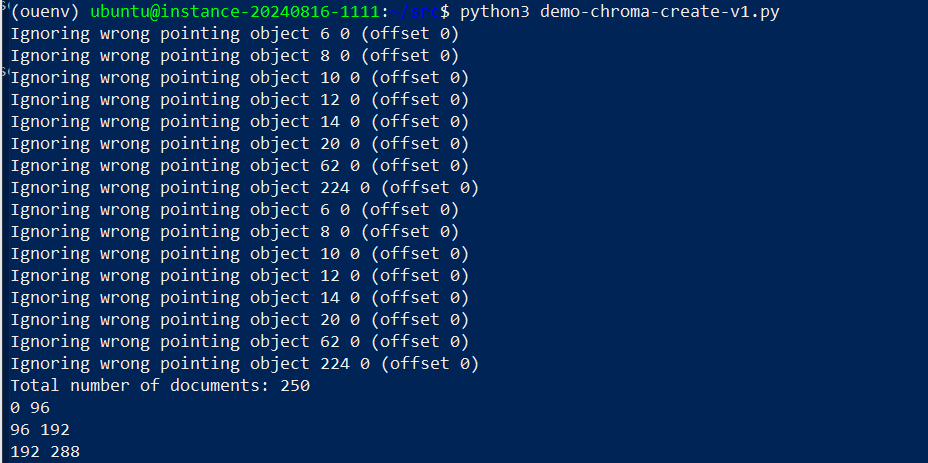 (ouenv) ubuntu@instance-20240816-1111:~/src$ python3 demo-chroma-create-v1.py
Ignoring wrong pointing object 6 0 (offset 0)
Ignoring wrong pointing object 8 0 (offset 0)
Ignoring wrong pointing object 10 0 (offset 0)
Ignoring wrong pointing object 12 0 (offset 0)
Ignoring wrong pointing object 14 0 (offset 0)
Ignoring wrong pointing object 20 0 (offset 0)
Ignoring wrong pointing object 62 0 (offset 0)
Ignoring wrong pointing object 224 0 (offset 0)
Ignoring wrong pointing object 6 0 (offset 0)
Ignoring wrong pointing object 8 0 (offset 0)
Ignoring wrong pointing object 10 0 (offset 0)
Ignoring wrong pointing object 12 0 (offset 0)
Ignoring wrong pointing object 14 0 (offset 0)
Ignoring wrong pointing object 20 0 (offset 0)
Ignoring wrong pointing object 62 0 (offset 0)
Ignoring wrong pointing object 224 0 (offset 0)
Total number of documents: 250
0 96
96 192
192 288